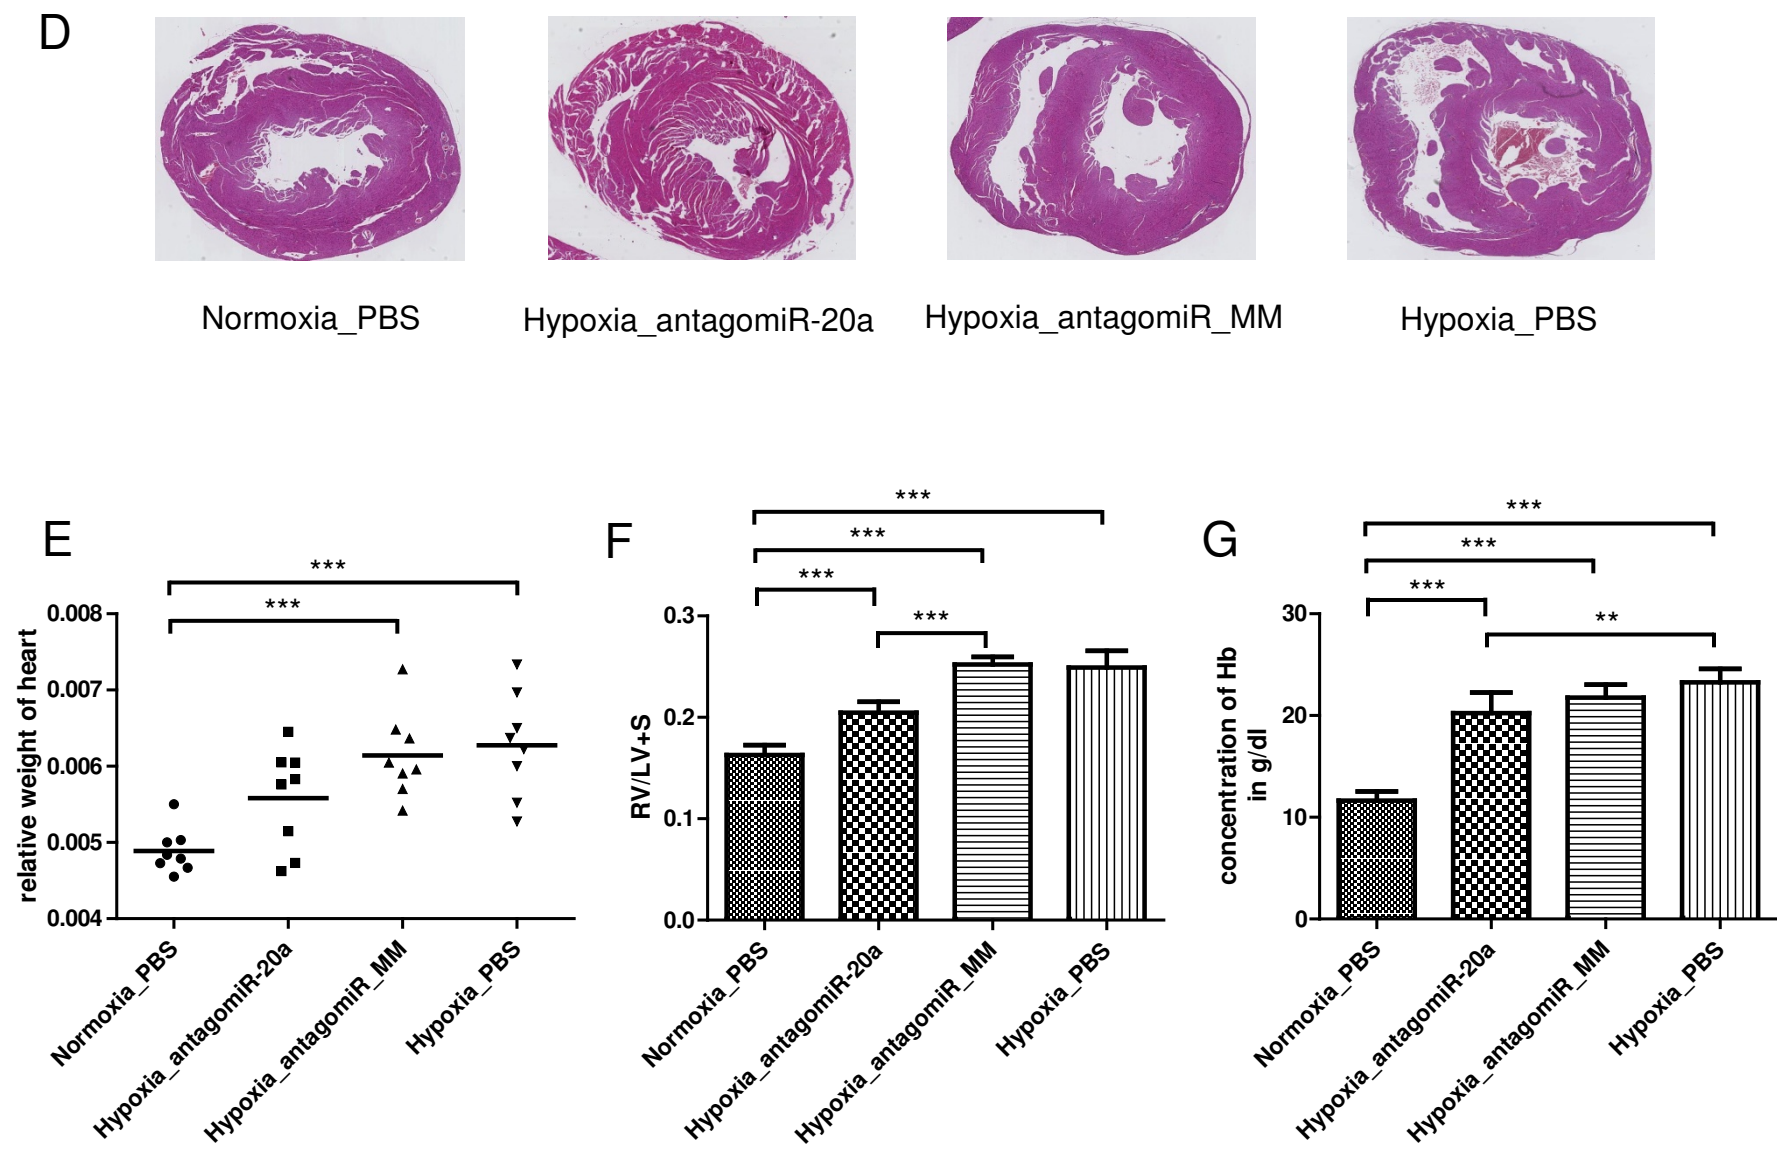 D
Normoxia_PBS
Hypoxia_antagomiR-20a
Hypoxia_antagomiR_MM
Hypoxia_PBS
E
***
***
0.008
0.007
0.006
0.005
0.004
relative weight of heart
Normoxia_PBS
Hypoxia_antagomiR-20a
Hypoxia_antagomiR_MM
Hypoxia_PBS
F
***
***
***
***
0.3
0.2
0.1
0.0
RV/LV+S
Normoxia_PBS
Hypoxia_antagomiR-20a
Hypoxia_antagomiR_MM
Hypoxia_PBS
G
***
***
***
**
30
20
10
0
concentration of Hb
in g/dl
Normoxia_PBS
Hypoxia_antagomiR-20a
Hypoxia_antagomiR_MM
Hypoxia_PBS